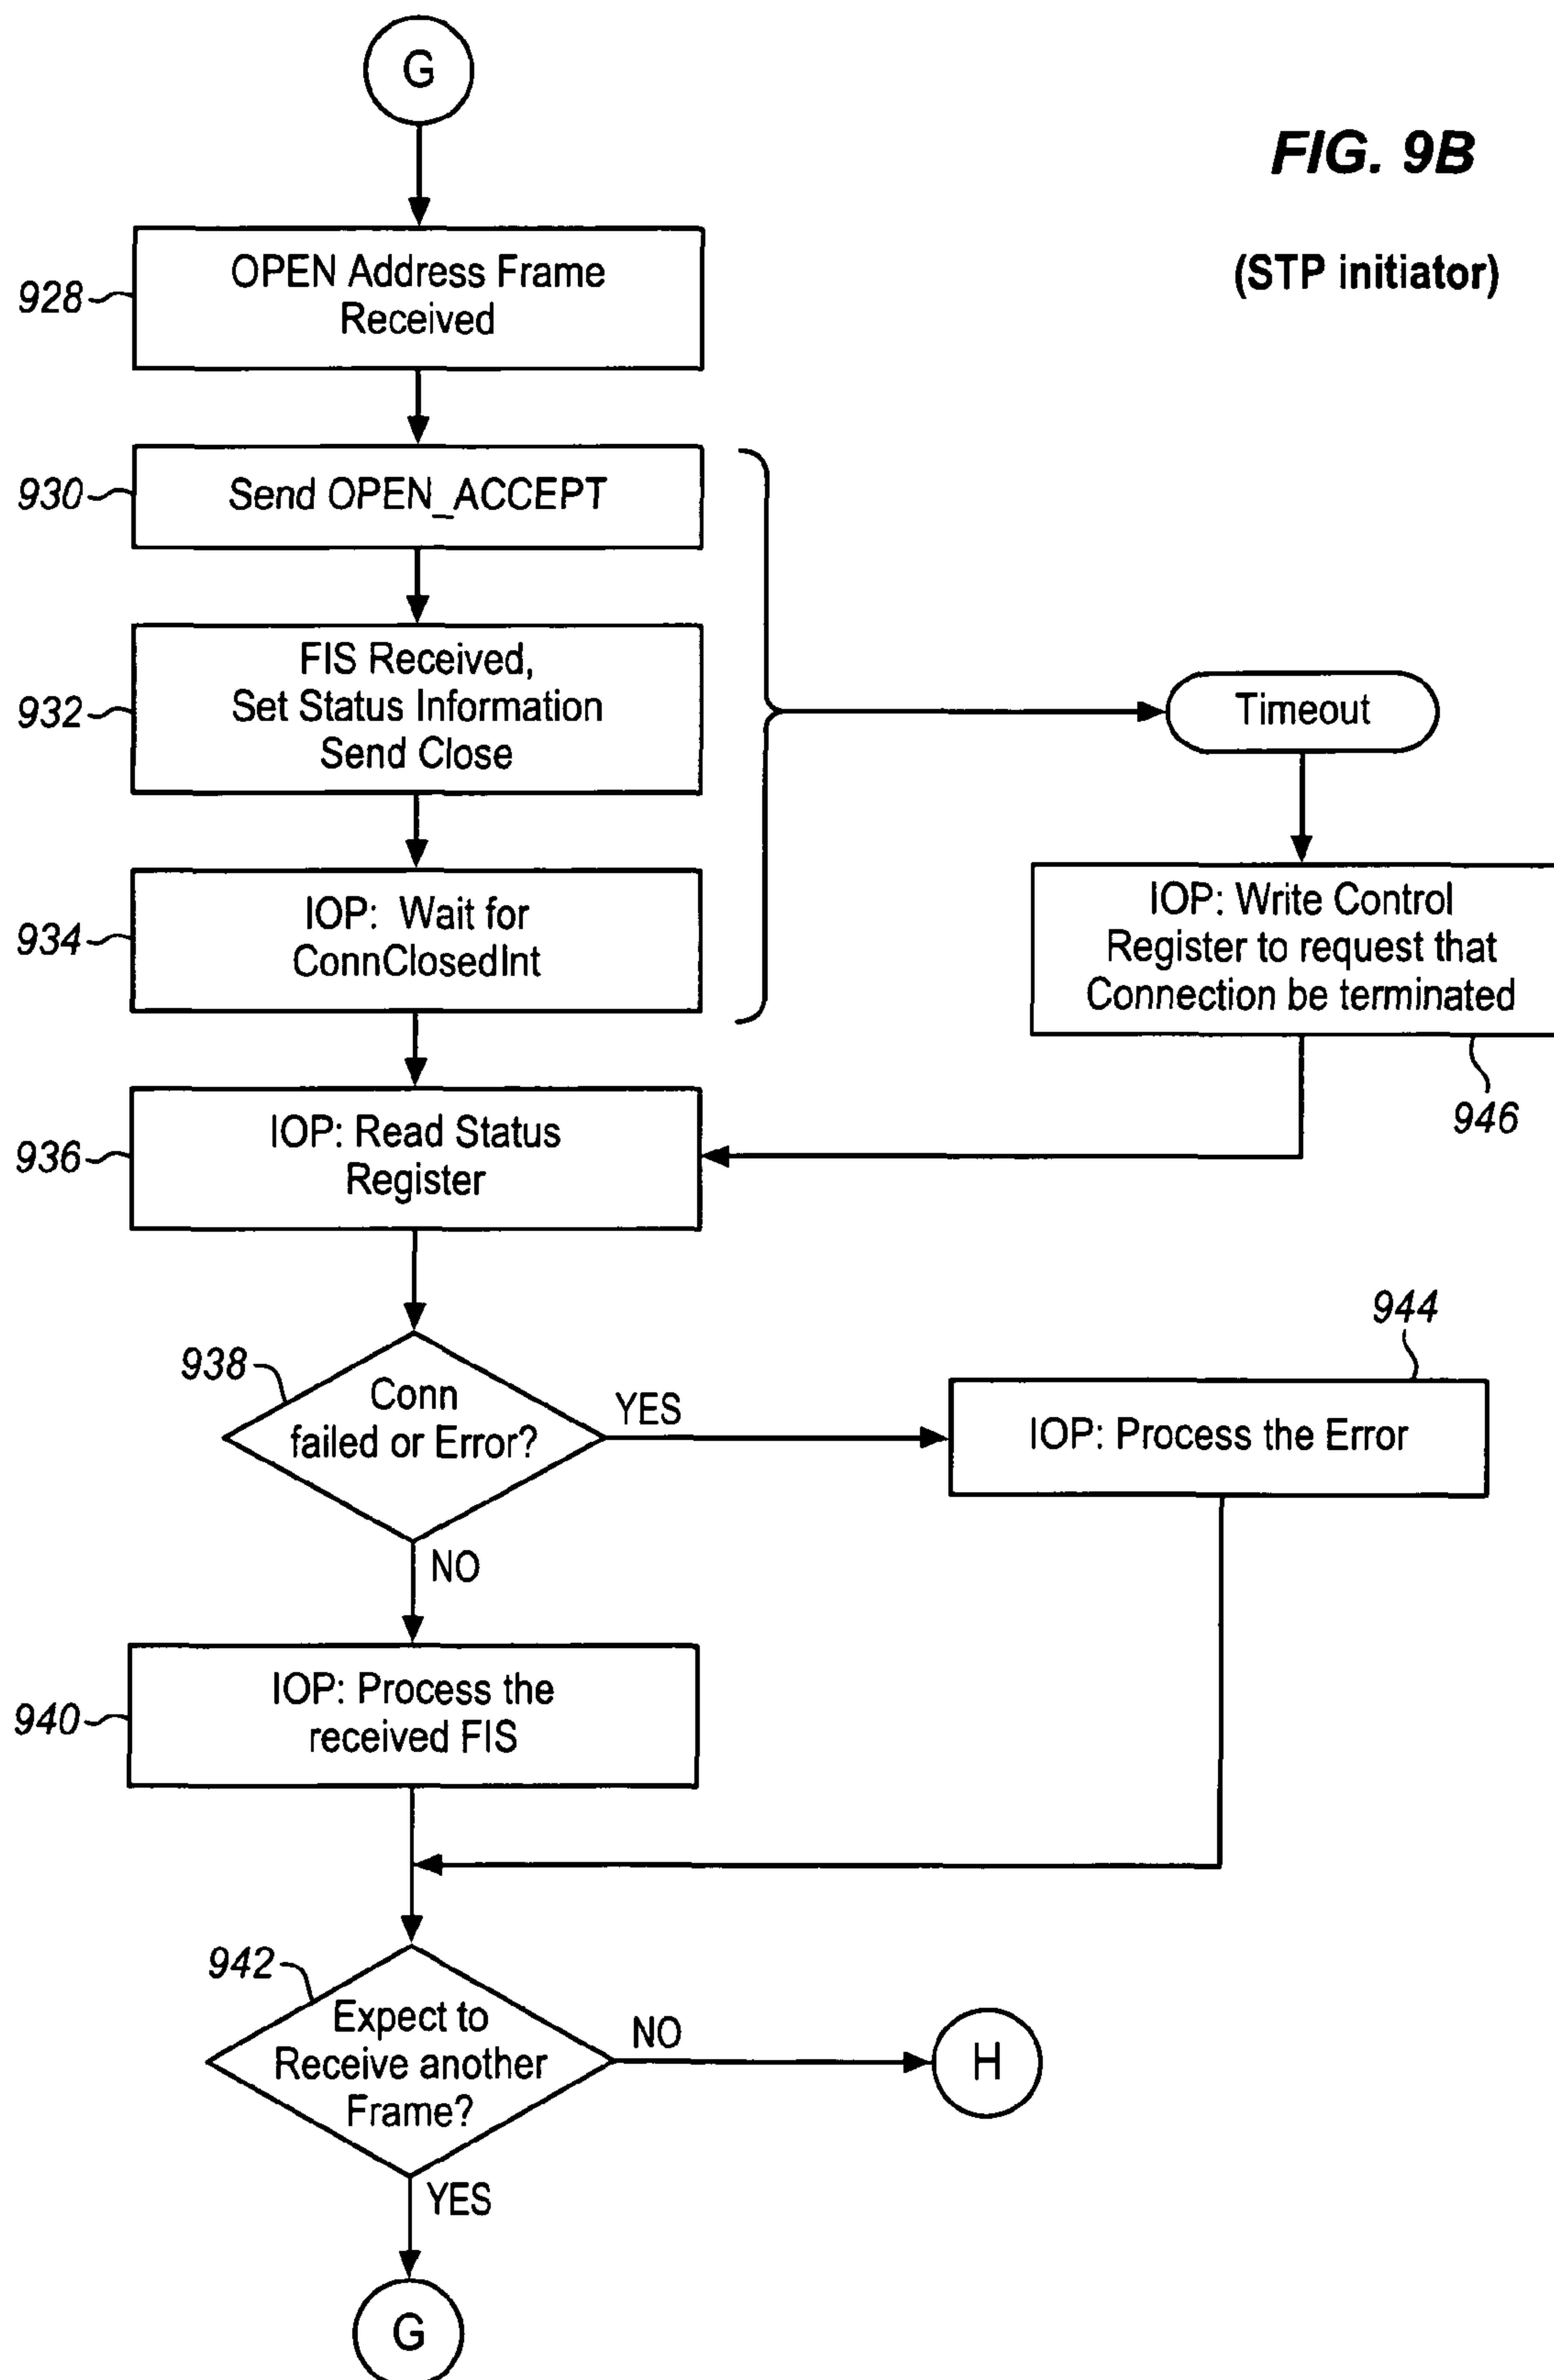 G
FIG. 9B
(STP initiator)
928
OPEN Address Frame
Received
930
Send OPEN_ACCEPT
932
FIS Received,
Set Status Information
Send Close
Timeout
934
IOP: Wait for
ConnClosedInt
IOP: Write Control
Register to request that
Connection be terminated
946
936
IOP: Read Status
Register
938
Conn
failed or Error?
YES
944
IOP: Process the Error
NO
940
IOP: Process the
received FIS
942
Expect to
Receive another
Frame?
NO
H
YES
G